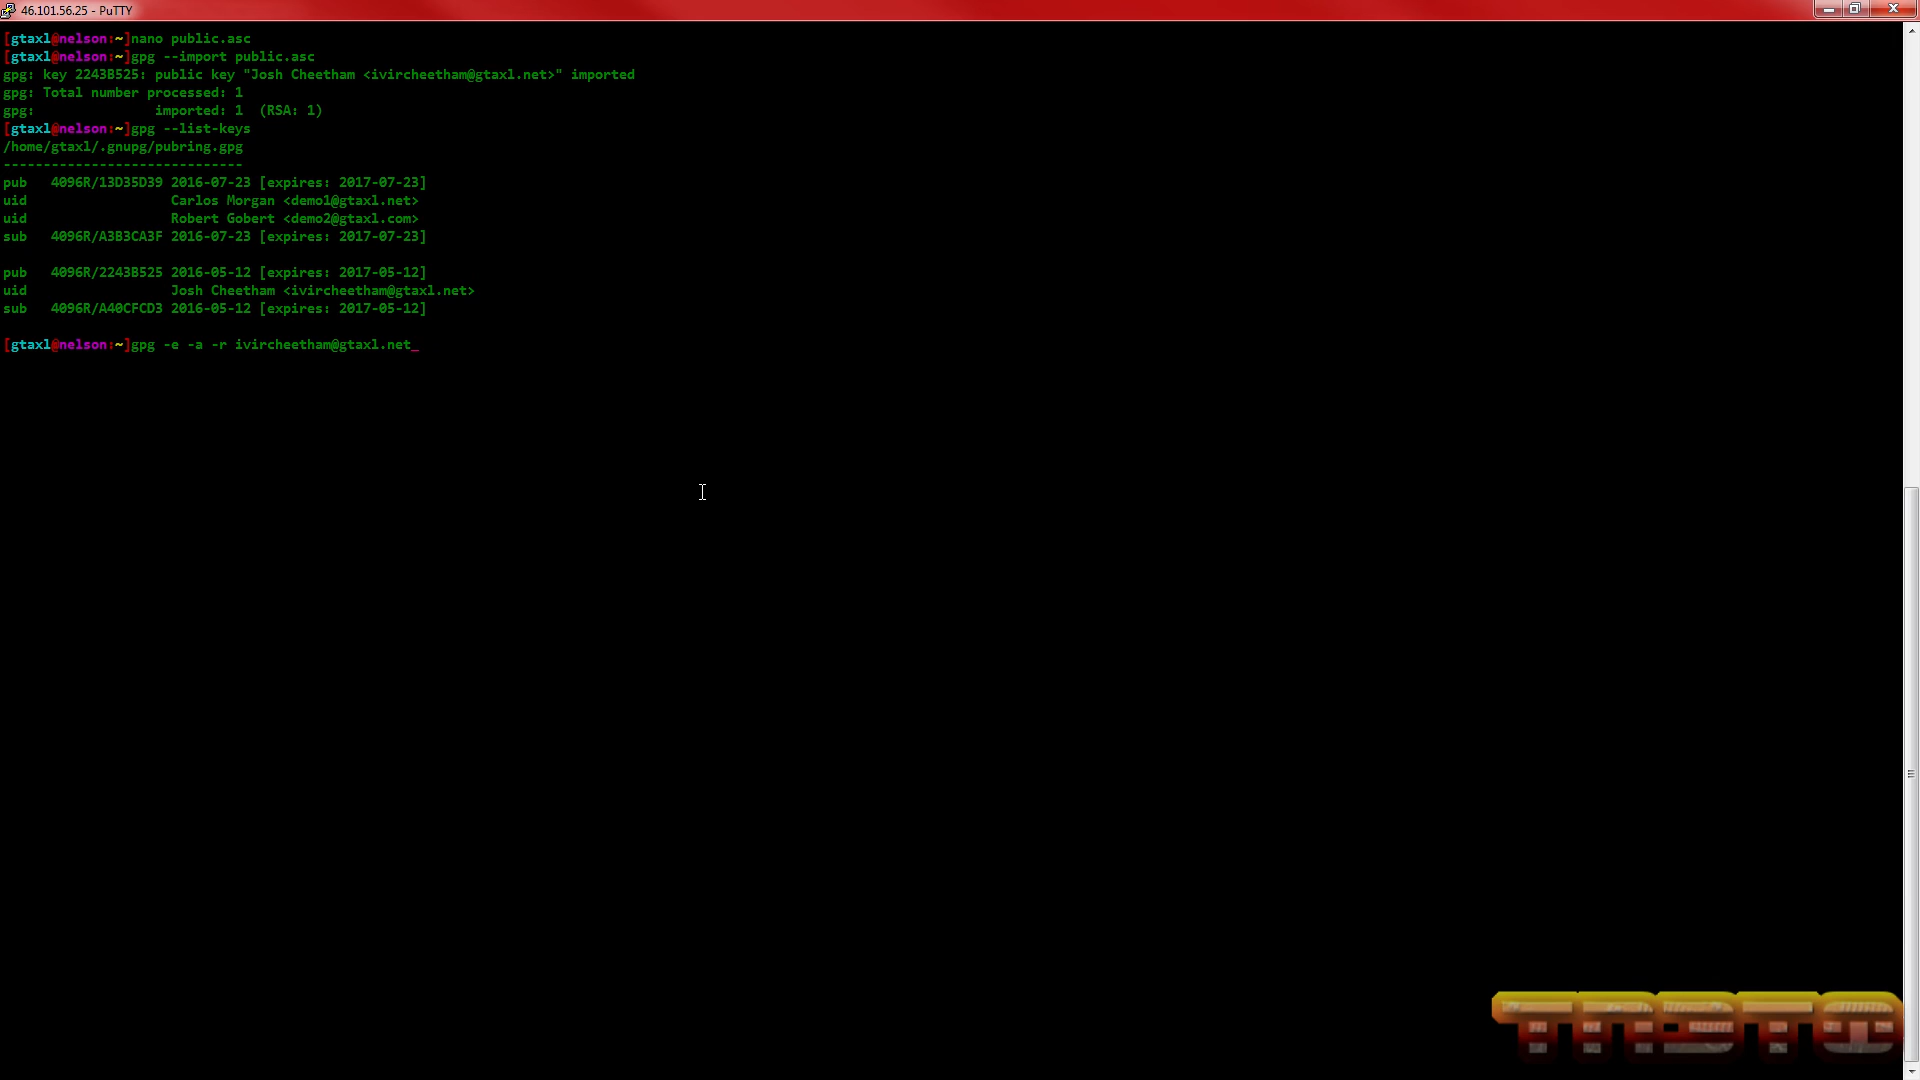 46.101.56.25 - PuTTY
[gtaxl@nelson:~]nano public.asc
[gtaxl@nelson:~]gpg --import public.asc
gpg: key 2243B525: public key "Josh Cheetham <ivircheetham@gtaxl.net>" imported
gpg: Total number processed: 1
gpg:               imported: 1  (RSA: 1)
[gtaxl@nelson:~]gpg --list-keys
/home/gtaxl/.gnupg/pubring.gpg
------------------------------
pub   4096R/13D35D39 2016-07-23 [expires: 2017-07-23]
uid                  Carlos Morgan <demo1@gtaxl.net>
uid                  Robert Gobert <demo2@gtaxl.com>
sub   4096R/A3B3CA3F 2016-07-23 [expires: 2017-07-23]
pub   4096R/2243B525 2016-05-12 [expires: 2017-05-12]
uid                  Josh Cheetham <ivircheetham@gtaxl.net>
sub   4096R/A40CFCD3 2016-05-12 [expires: 2017-05-12]
[gtaxl@nelson:~]gpg -e -a -r ivircheetham@gtaxl.net_